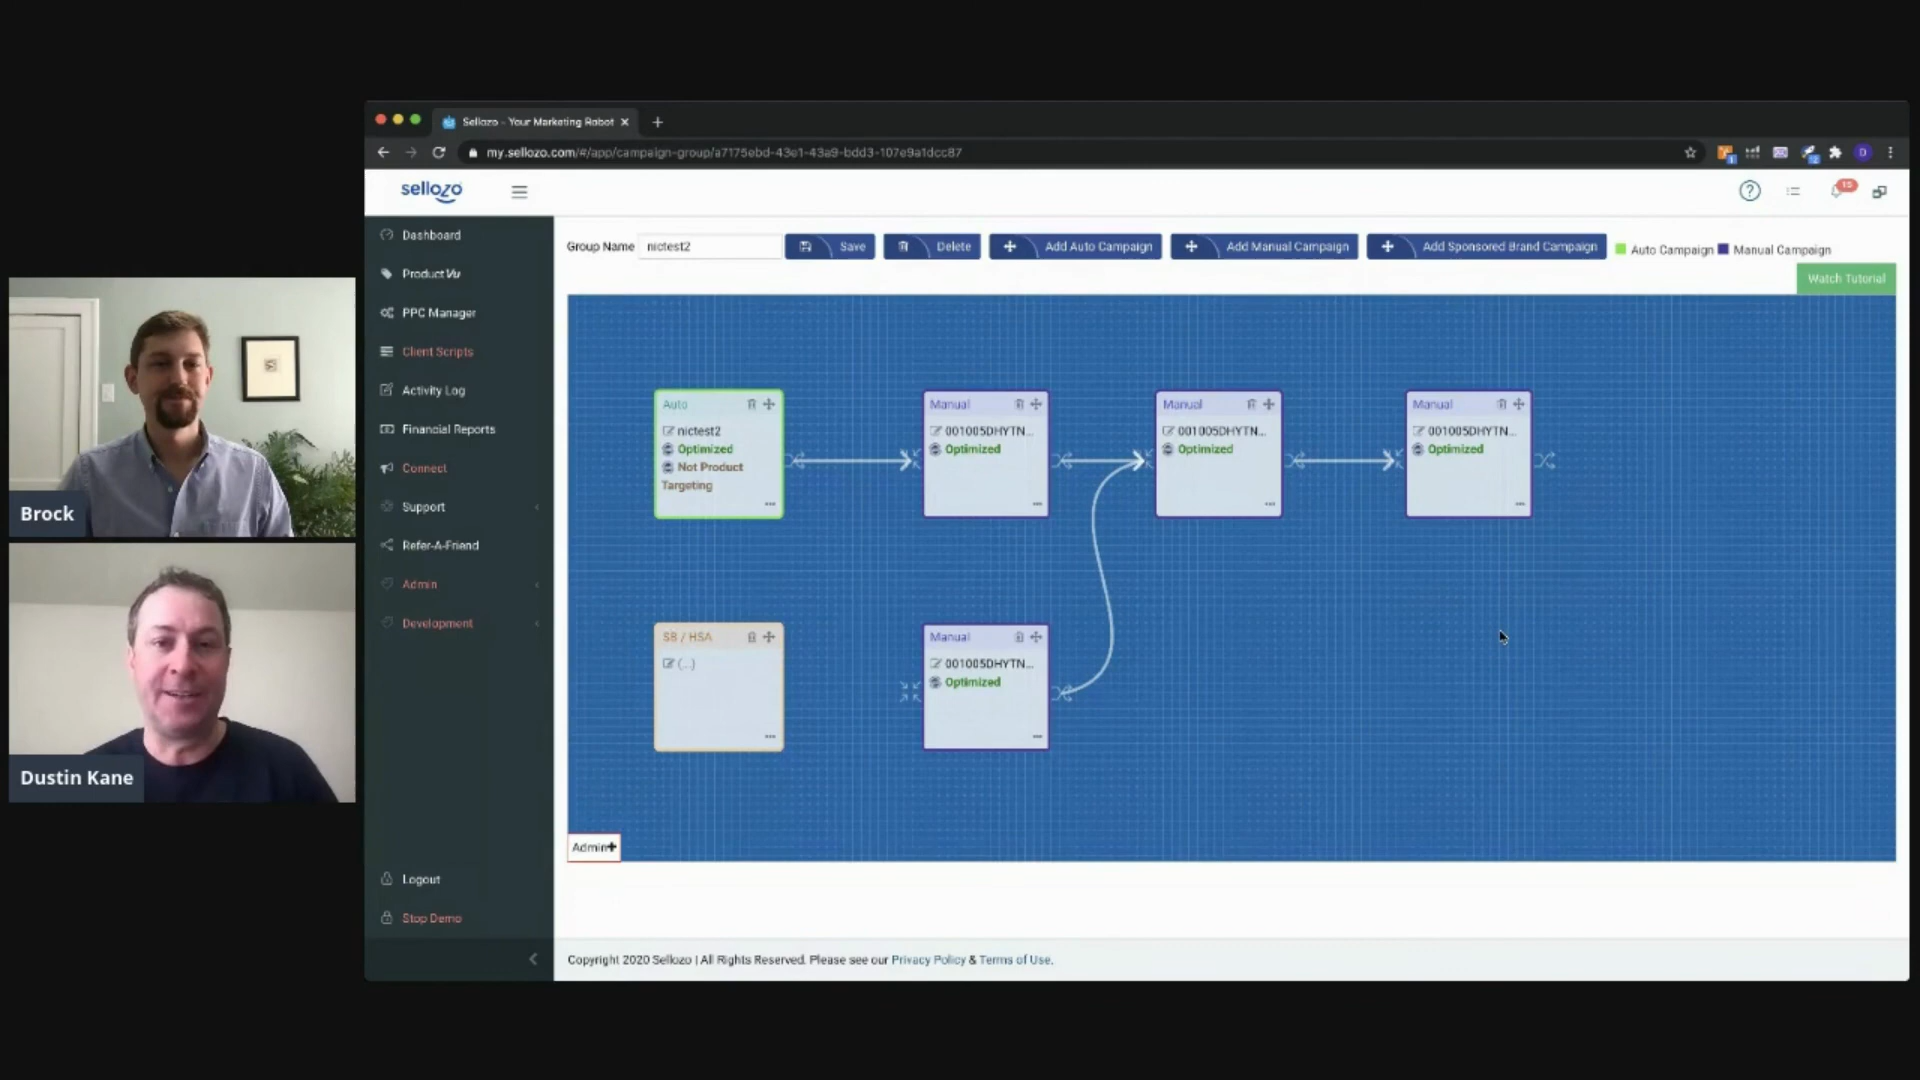 Sellozo - Your Marketing Robot
my.sellozo.com/#/app/campaign-group/a7175ebd-43e1-43a9-bdd3-107e9a1dcc87
sellozo
15
Dashboard
Product Vu
PPC Manager
Client Scripts
Activity Log
Financial Reports
Connect
Support
Refer-A-Friend
Admin
Development
Logout
Stop Demo
Group Name nictest2 Save Delete Add Auto Campaign Add Manual Campaign Add Sponsored Brand Campaign Auto Campaign Manual Campaign
Watch Tutorial
Auto
nictest2
Optimized
Not Product
Targeting
...
Manual
001005DHYTN...
Optimized
...
Manual
001005DHYTN...
Optimized
...
Manual
001005DHYTN...
Optimized
...
SB / HSA
(...)
...
Manual
001005DHYTN...
Optimized
...
Admin+
Copyright 2020 Sellozo | All Rights Reserved. Please see our Privacy Policy & Terms of Use.
Brock
Dustin Kane
D